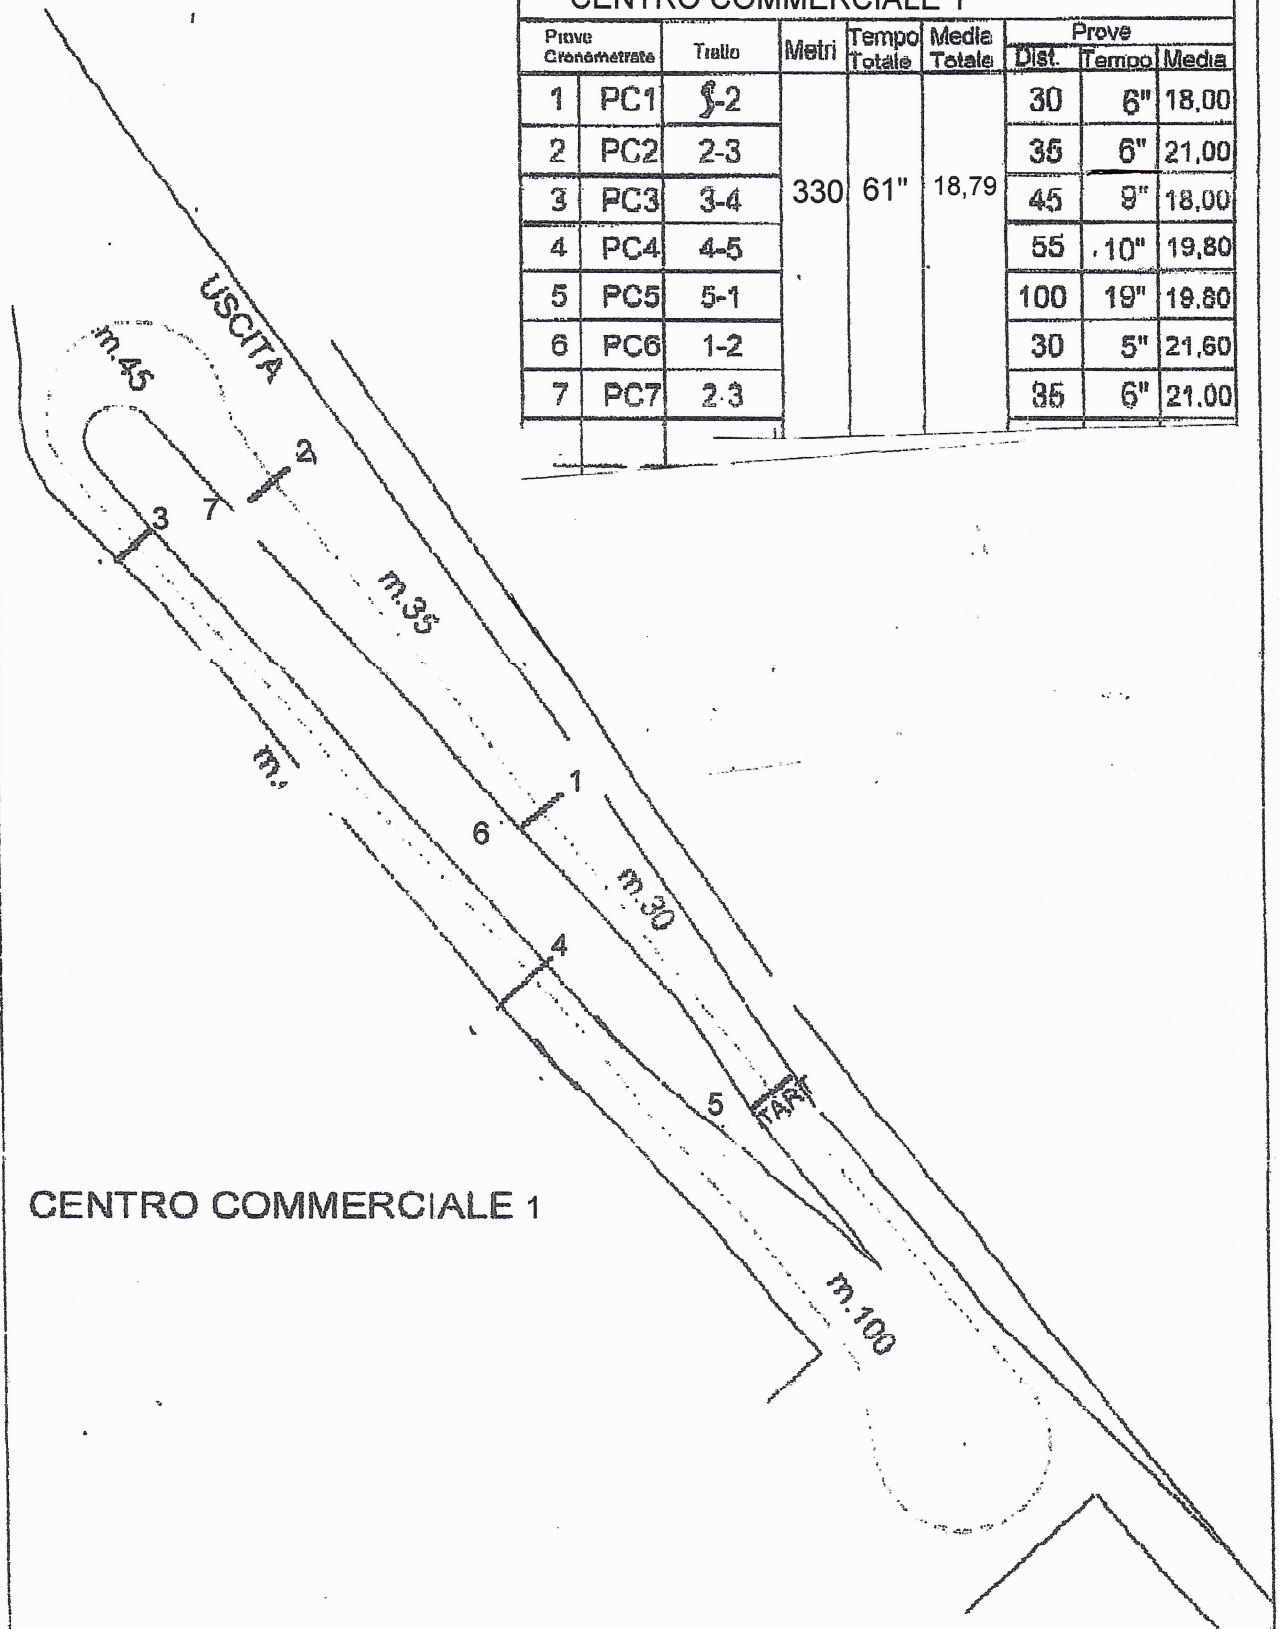 CENTRO COMMERCIALE 1
Prove Cronometrate Tratto Metri Tempo Totale Media Totale Prove
Dist. Tempo Media
1 PC1 -2 30 6" 18,00
2 PC2 2-3 35 6" 21,00
330 61" 18,79
3 PC3 3-4 45 9" 18,00
4 PC4 4-5 55 10" 19,80
5 PC5 5-1 100 19" 19.80
6 PC6 1-2 30 5" 21,60
7 PC7 2-3 35 6" 21.00
USCITA
m.45
2
7
3
m.35
m.
1
6
m.30
4
5
TART
CENTRO COMMERCIALE 1
m.100